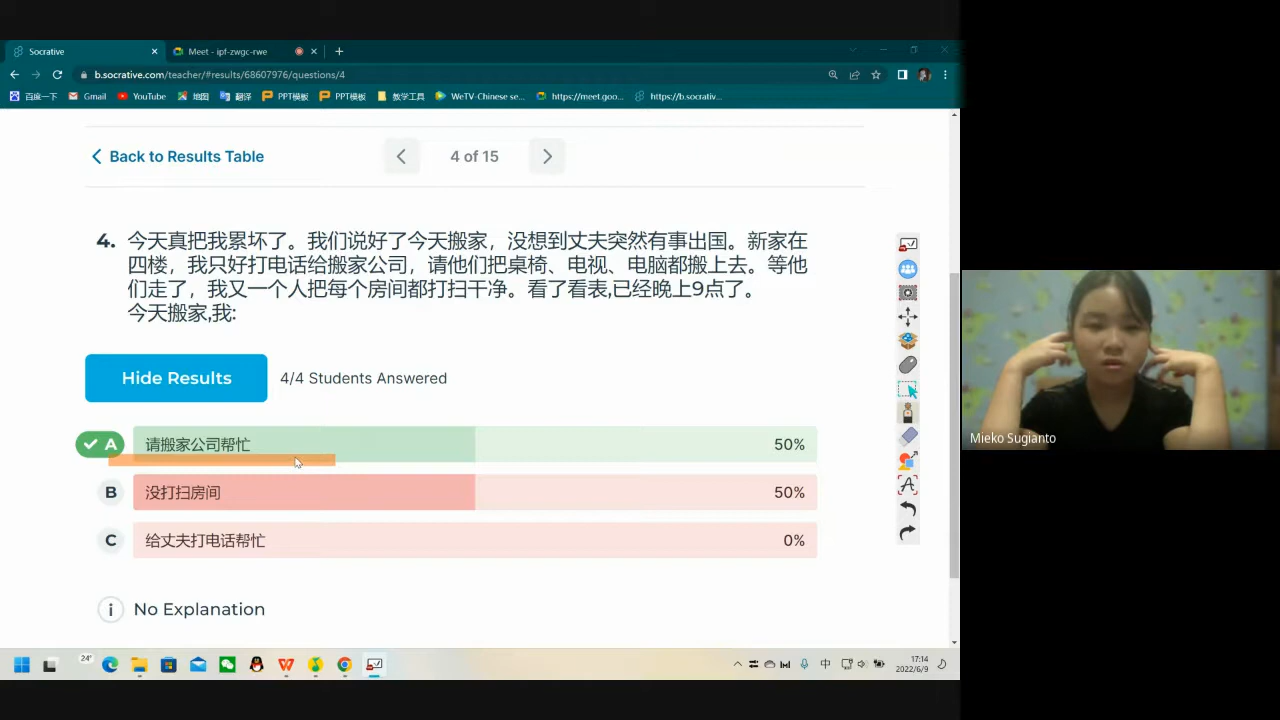 Socrative
Meet - ipf-zwgc-rwe
b.socrative.com/teacher/#results/68607976/questions/4
百度一下 Gmail YouTube 地图 翻译 PPT模板 PPT模板 教学工具 WeTV-Chinese se... https://meet.goo... https://b.socrativ...
Back to Results Table
4 of 15
4. 今天真把我累坏了。我们说好了今天搬家，没想到丈夫突然有事出国。新家在
四楼，我只好打电话给搬家公司，请他们把桌椅、电视、电脑都搬上去。等他
们走了，我又一个人把每个房间都打扫干净。看了看表,已经晚上9点了。
今天搬家,我:
Hide Results 4/4 Students Answered
A 请搬家公司帮忙 50%
B 没打扫房间 50%
C 给丈夫打电话帮忙 0%
i No Explanation
Mieko Sugianto
24°
中
17:14
2022/6/9